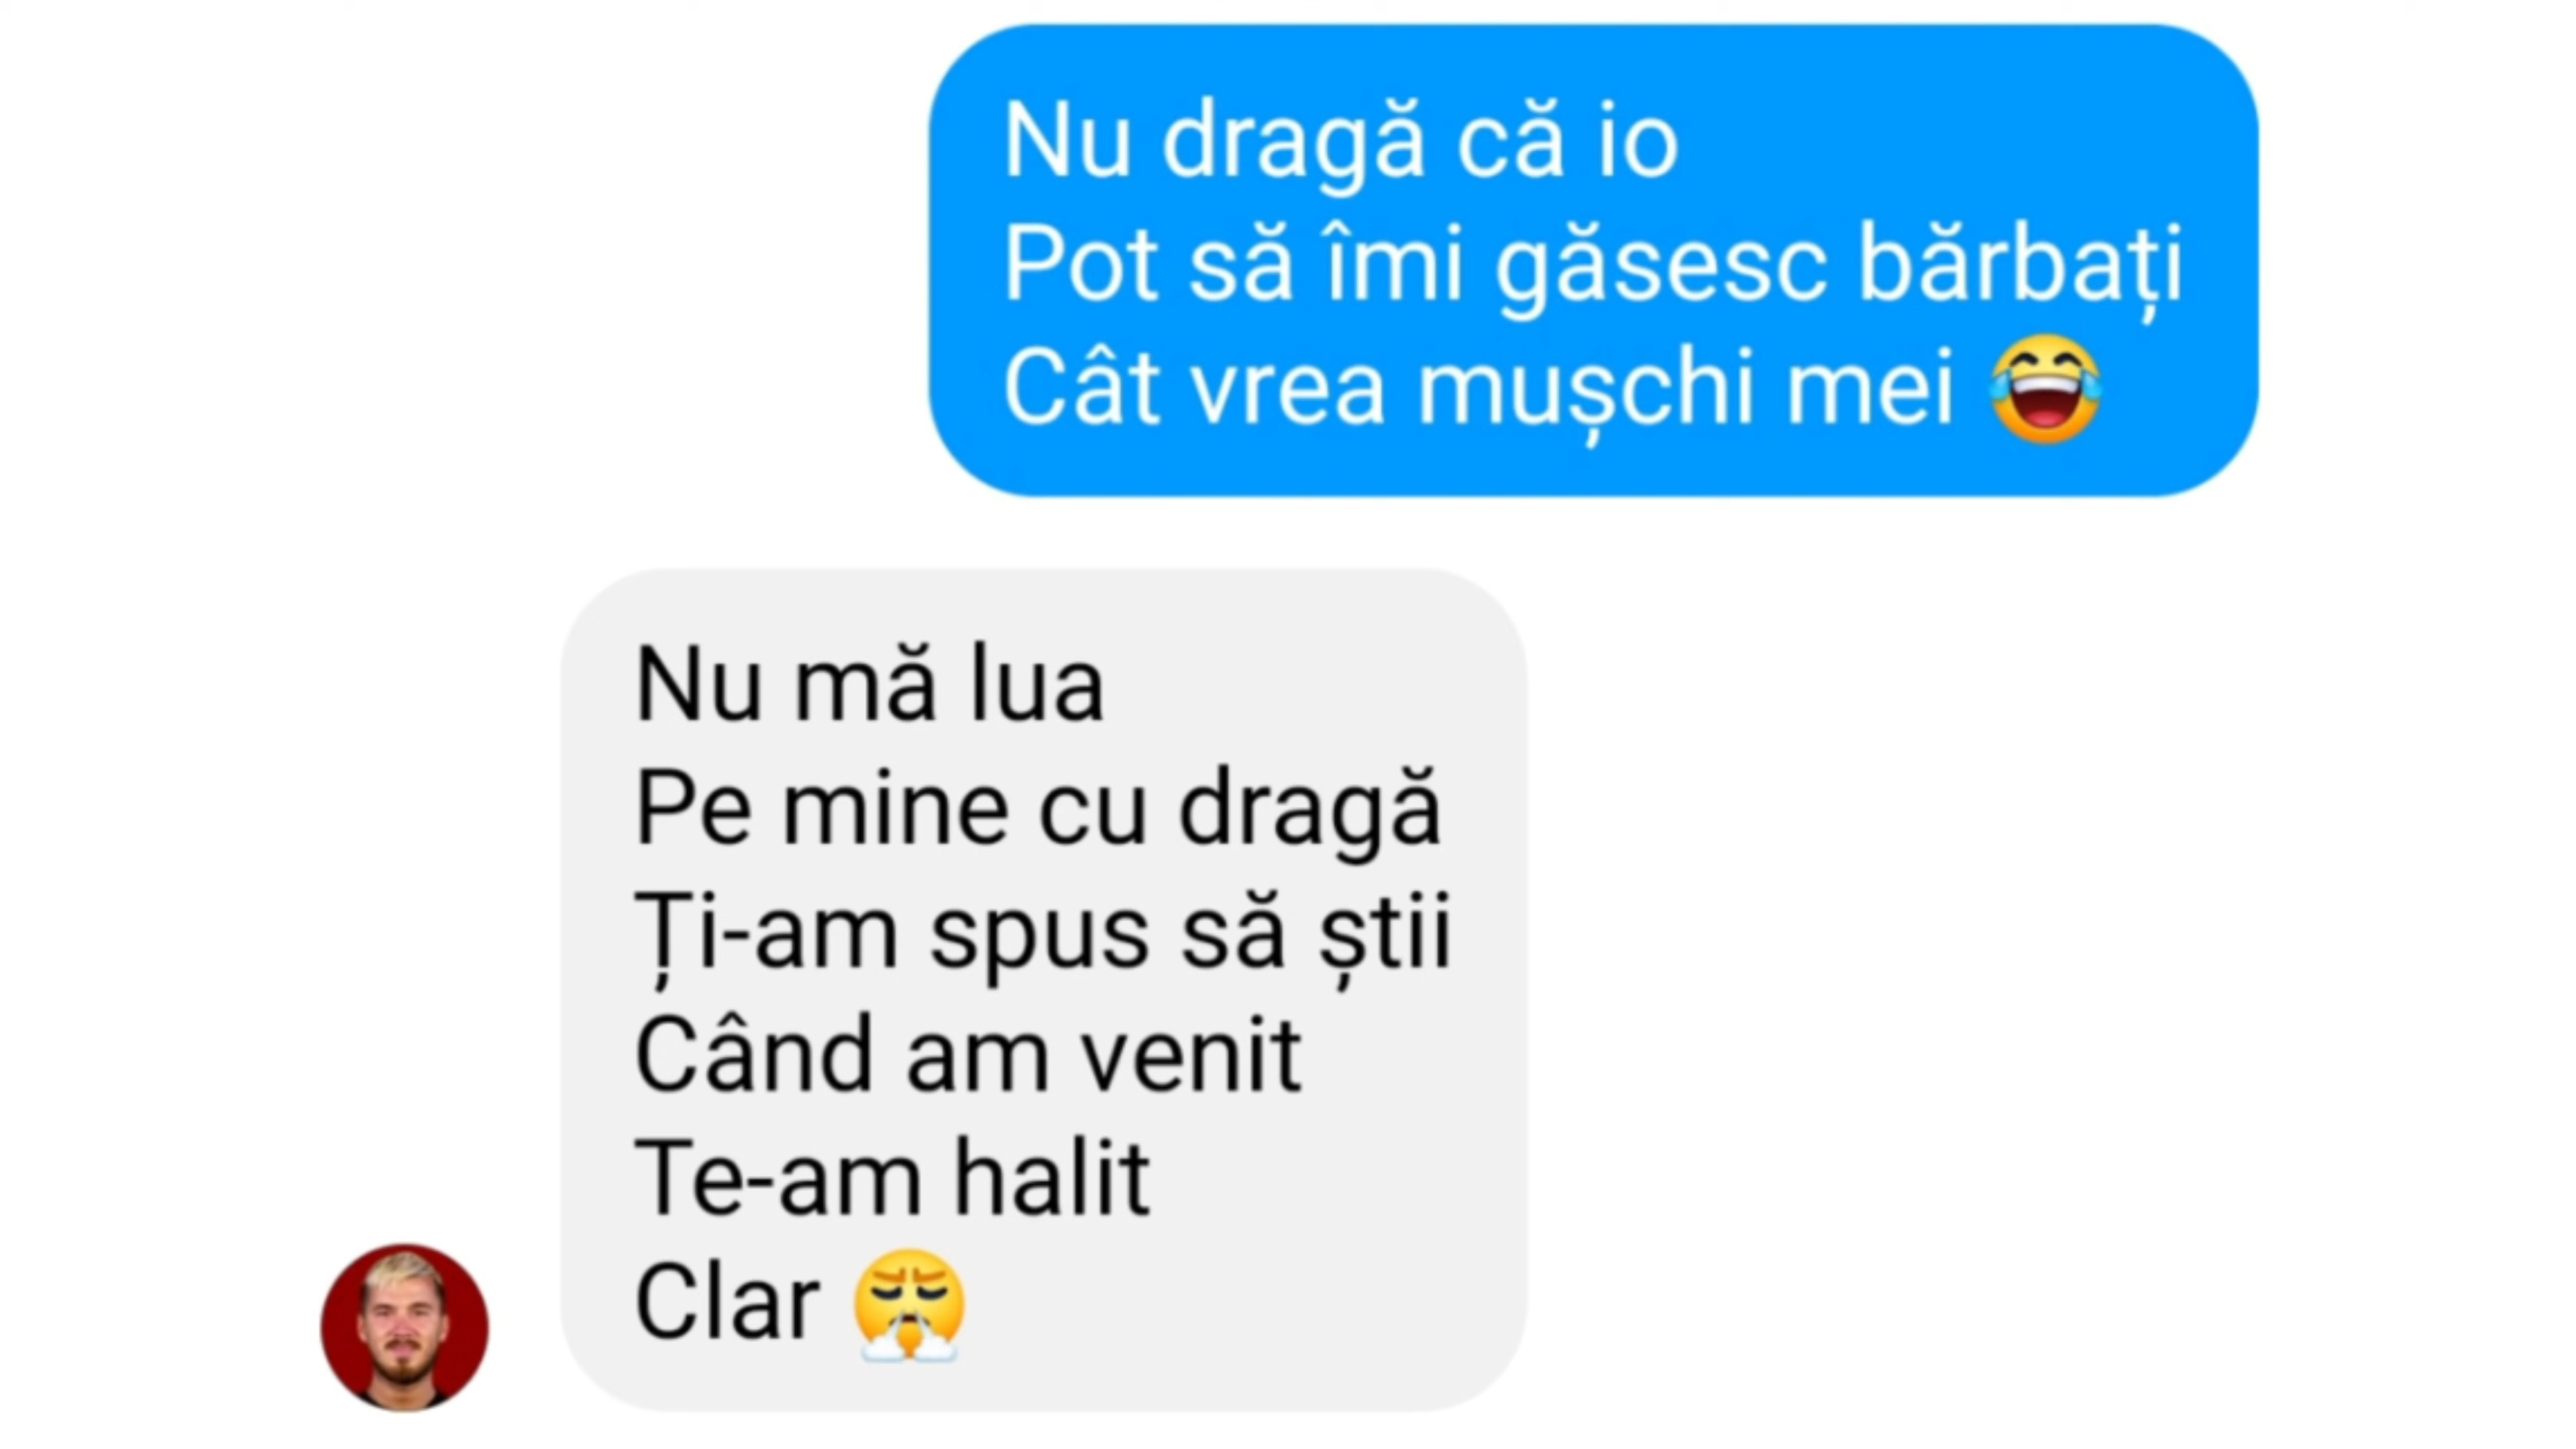 Nu dragă că io
Pot să îmi găsesc bărbați
Cât vrea mușchi mei 😂
Nu mă lua
Pe mine cu dragă
Ți-am spus să știi
Când am venit
Te-am halit
Clar 😤